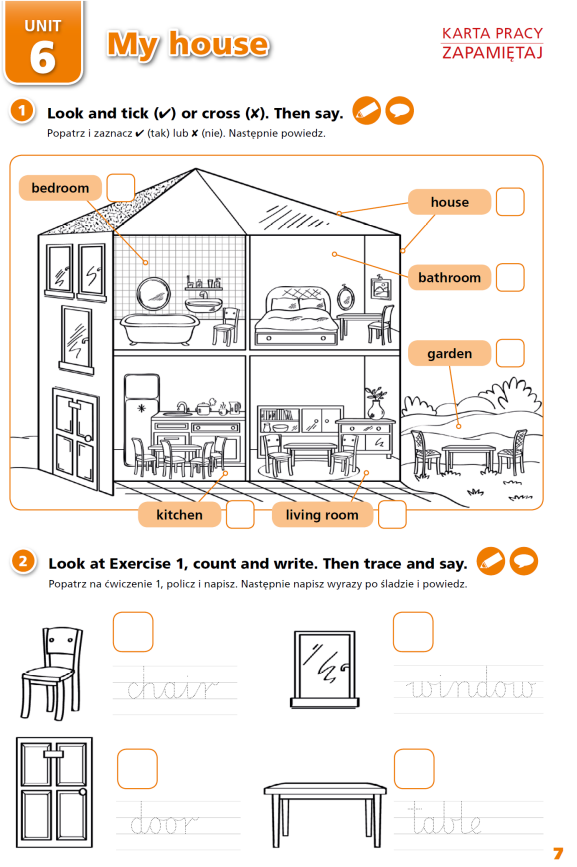 UNIT
6
My house
KARTA PRACY
ZAPAMIĘTAJ
1 Look and tick (✔) or cross (✘). Then say.
Popatrz i zaznacz ✔ (tak) lub ✘ (nie). Następnie powiedz.
bedroom
house
bathroom
garden
kitchen
living room
2 Look at Exercise 1, count and write. Then trace and say.
Popatrz na ćwiczenie 1, policz i napisz. Następnie napisz wyrazy po śladzie i powiedz.
chair
window
door
table
7